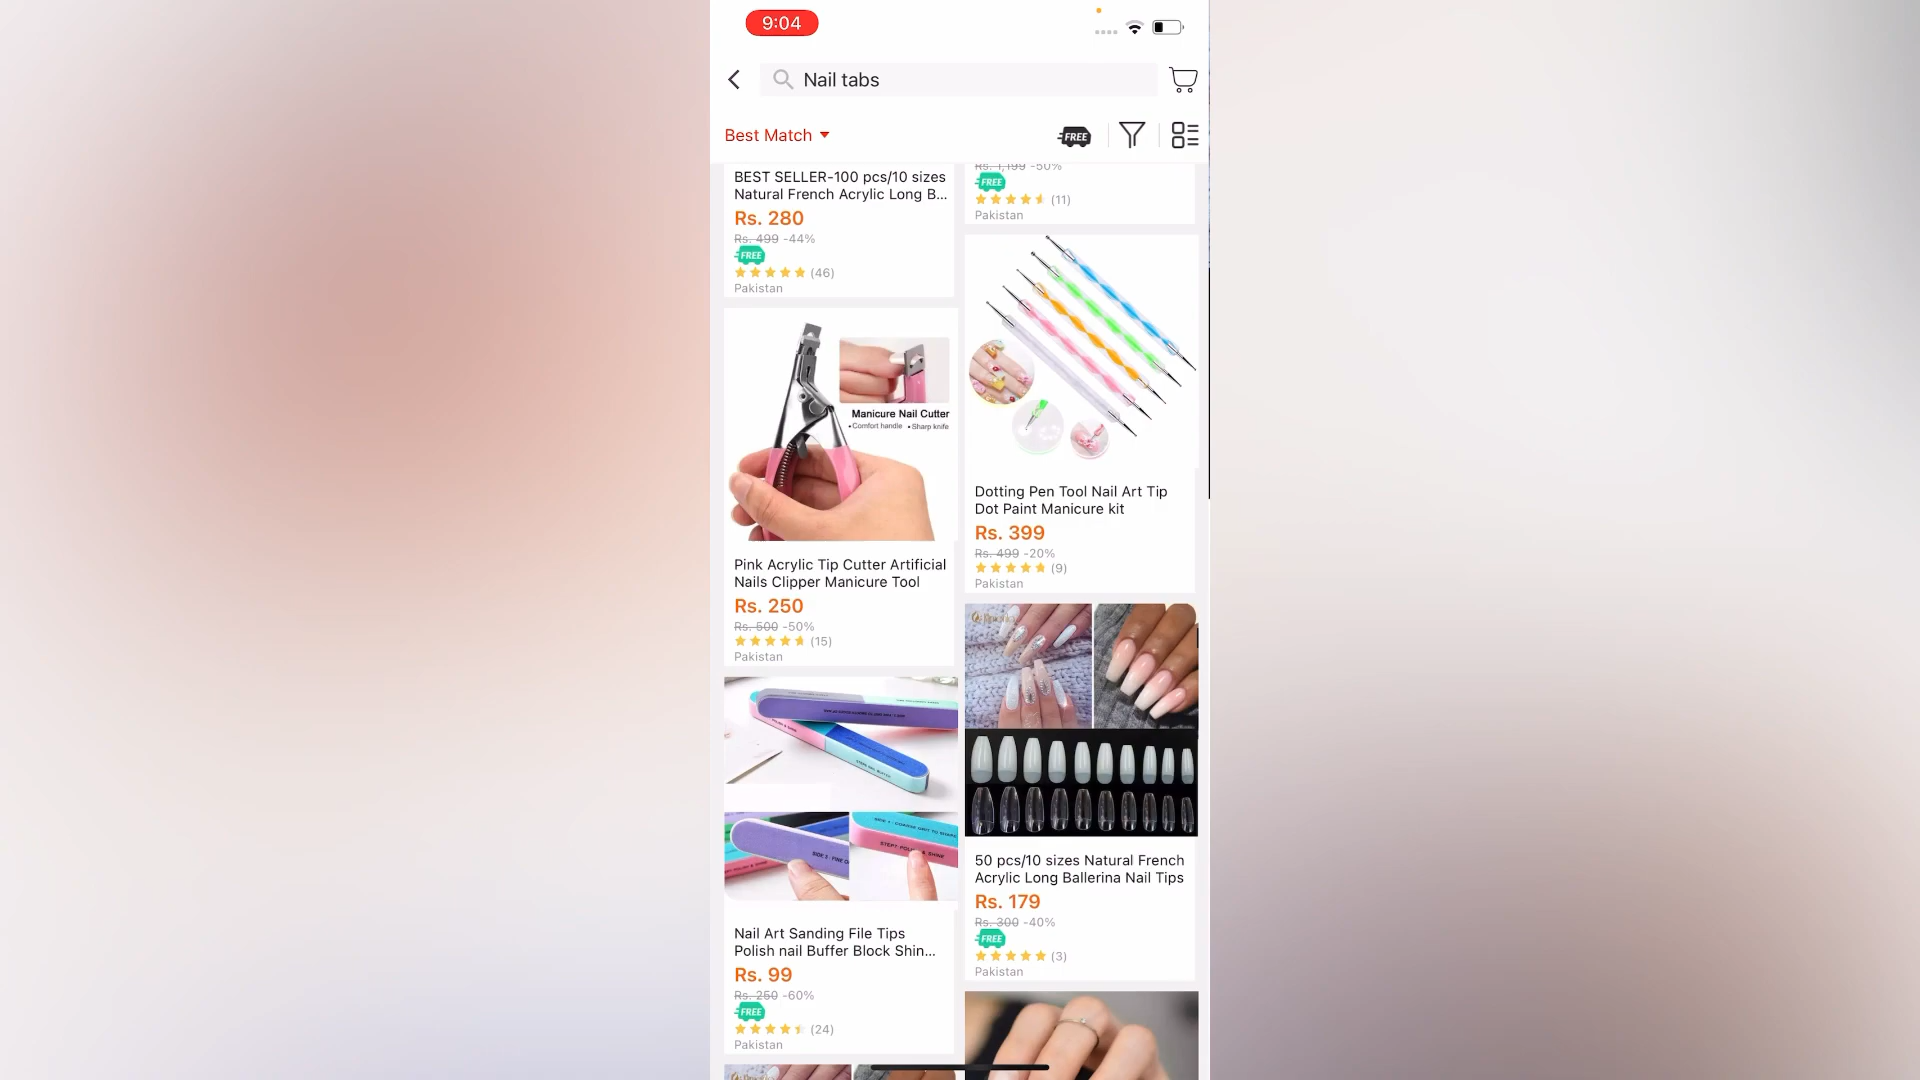 9:04
Nail tabs
Best Match
FREE
BEST SELLER-100 pcs/10 sizes
Natural French Acrylic Long B...
Rs. 280
Rs. 499 -44%
FREE
(46)
Pakistan
Manicure Nail Cutter
•Comfort handle •Sharp knife
Pink Acrylic Tip Cutter Artificial
Nails Clipper Manicure Tool
Rs. 250
Rs. 500 -50%
(15)
Pakistan
Nail Art Sanding File Tips
Polish nail Buffer Block Shin...
Rs. 99
Rs. 250 -60%
FREE
(24)
Pakistan
Rs. 1,199 -50%
FREE
(11)
Pakistan
Dotting Pen Tool Nail Art Tip
Dot Paint Manicure kit
Rs. 399
Rs. 499 -20%
(9)
Pakistan
50 pcs/10 sizes Natural French
Acrylic Long Ballerina Nail Tips
Rs. 179
Rs. 300 -40%
FREE
(3)
Pakistan